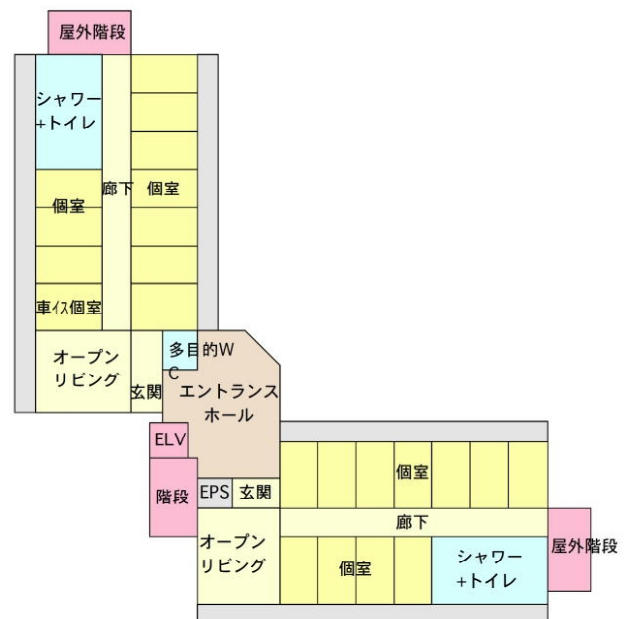 屋外階段
シャワー
+トイレ
廊下
個室
個室
車イス個室
オープン
リビング
玄関
多目的W
C
エントランス
ホール
ELV
階段
EPS
玄関
個室
廊下
オープン
リビング
個室
シャワー
+トイレ
屋外階段